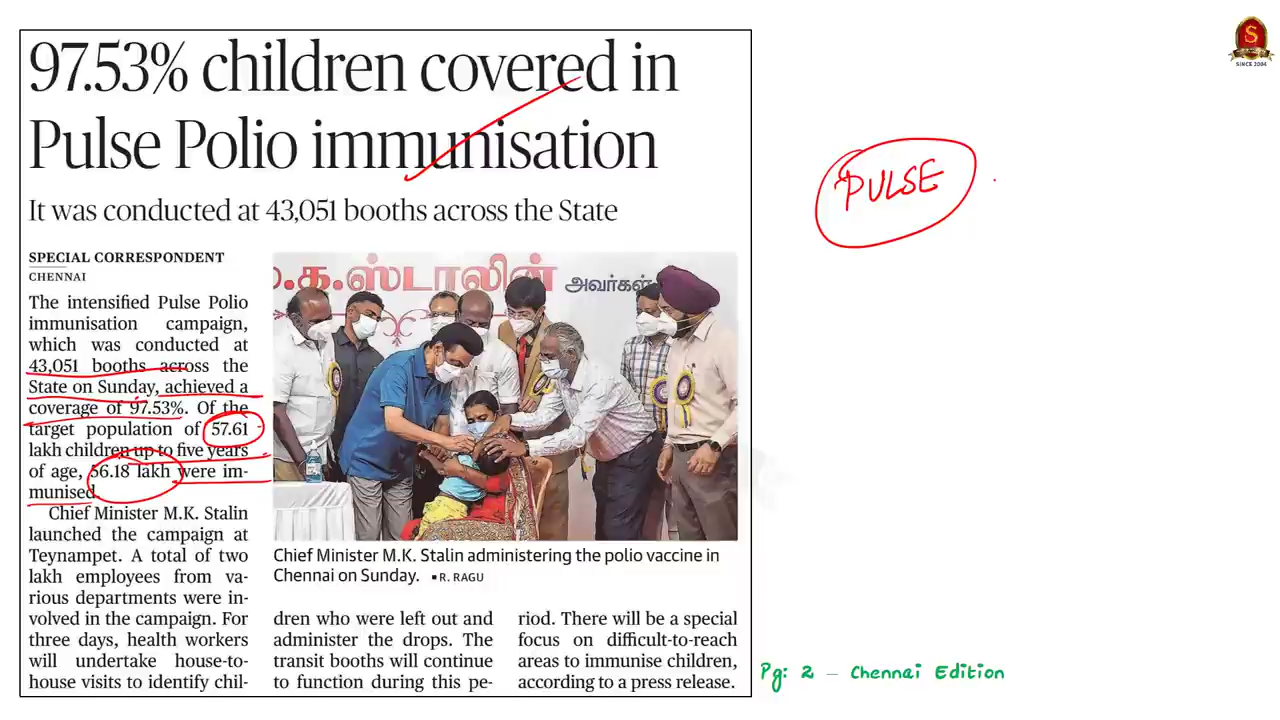 97.53% children covered in
Pulse Polio immunisation
It was conducted at 43,051 booths across the State
SPECIAL CORRESPONDENT
CHENNAI
The intensified Pulse Polio
immunisation campaign,
which was conducted at
43,051 booths across the
State on Sunday, achieved a
coverage of 97.53%. Of the
target population of 57.61
lakh children up to five years
of age, 56.18 lakh were im-
munised.
Chief Minister M.K. Stalin
launched the campaign at
Teynampet. A total of two
lakh employees from va-
rious departments were in-
volved in the campaign. For
three days, health workers
will undertake house-to-
house visits to identify chil-
மு.க.ஸ்டாலின் அவர்கள்
Chief Minister M.K. Stalin administering the polio vaccine in
Chennai on Sunday. ▪ R. RAGU
dren who were left out and
administer the drops. The
transit booths will continue
to function during this pe-
riod. There will be a special
focus on difficult-to-reach
areas to immunise children,
according to a press release.
PULSE
Pg: 2 – Chennai Edition
S
SINCE 2004